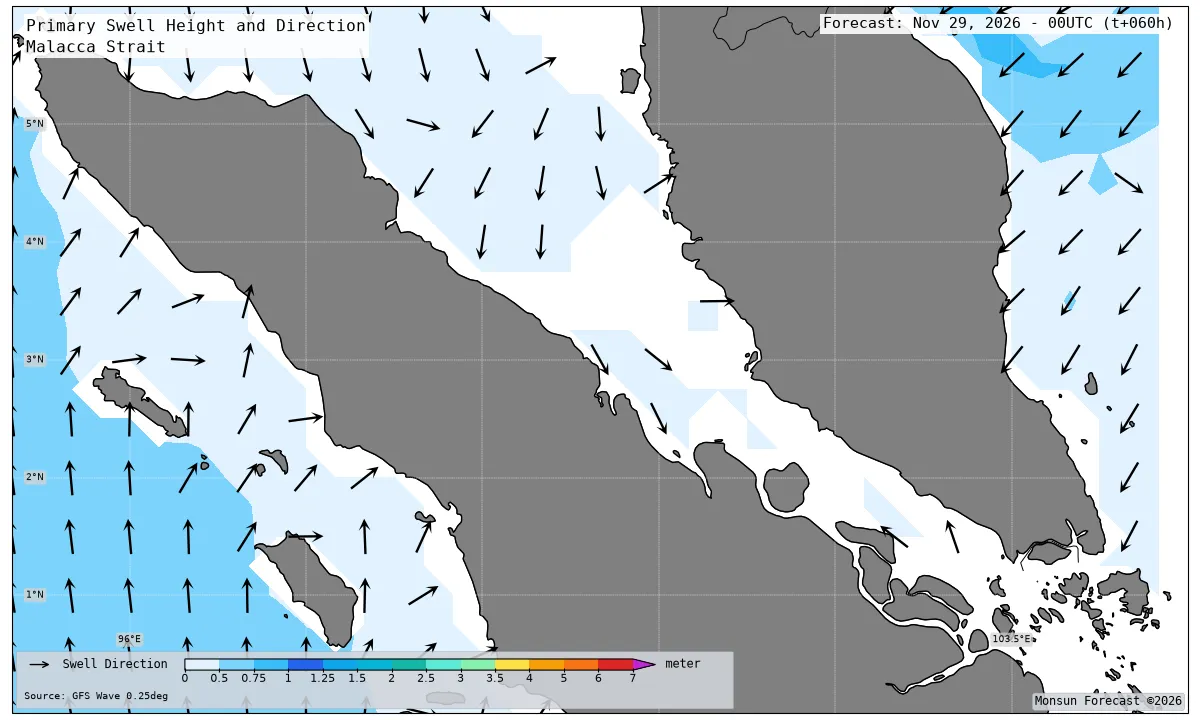 Primary Swell Height and Direction
Malacca Strait
Forecast: Nov 29, 2026 - 00UTC (t+060h)
5°N
4°N
3°N
2°N
1°N
96°E
103.5°E
Swell Direction
meter
0 0.5 0.75 1 1.25 1.5 2 2.5 3 3.5 4 5 6 7
Source: GFS Wave 0.25deg
Monsun Forecast ©2026